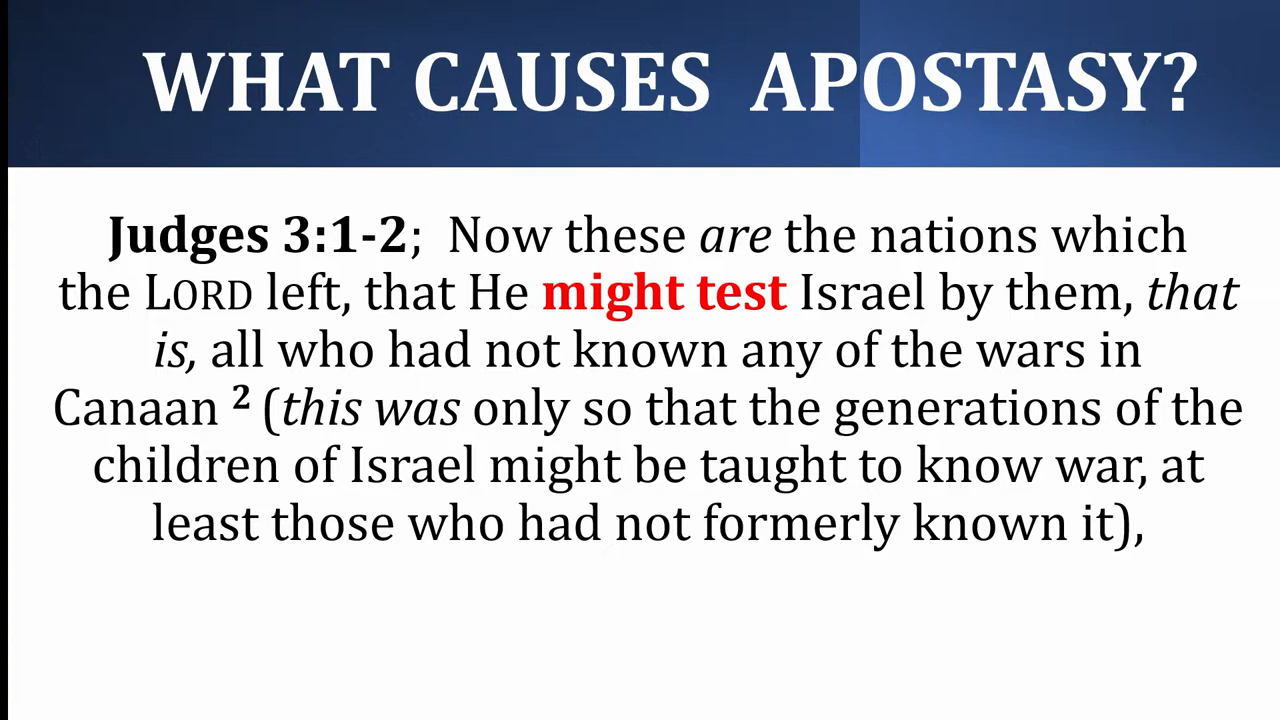 WHAT CAUSES  APOSTASY?
Judges 3:1-2;  Now these are the nations which
the LORD left, that He might test Israel by them, that
is, all who had not known any of the wars in
Canaan ² (this was only so that the generations of the
children of Israel might be taught to know war, at
least those who had not formerly known it),